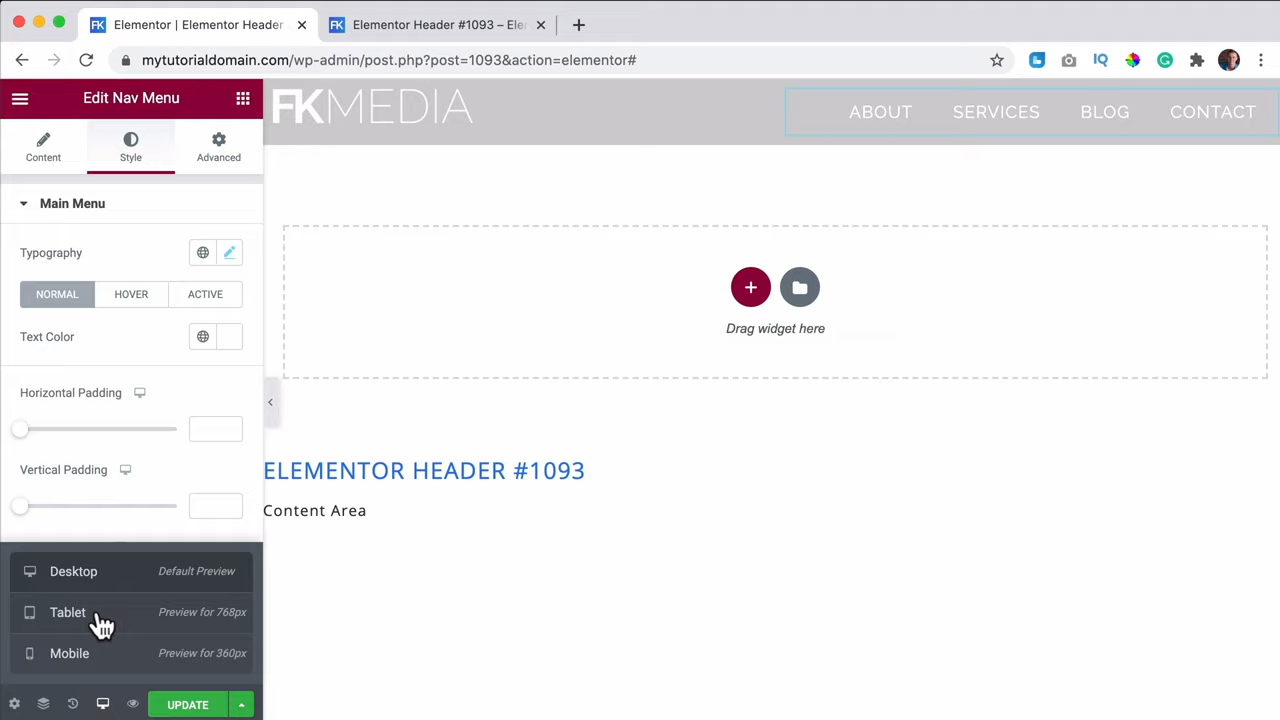 Elementor | Elementor Header
Elementor Header #1093 – Ele
mytutorialdomain.com/wp-admin/post.php?post=1093&action=elementor#
Edit Nav Menu
FKMEDIA
ABOUT SERVICES BLOG CONTACT
Content Style Advanced
Main Menu
Typography
NORMAL HOVER ACTIVE
Text Color
Drag widget here
Horizontal Padding
Vertical Padding
ELEMENTOR HEADER #1093
Content Area
Desktop Default Preview
Tablet Preview for 768px
Mobile Preview for 360px
UPDATE